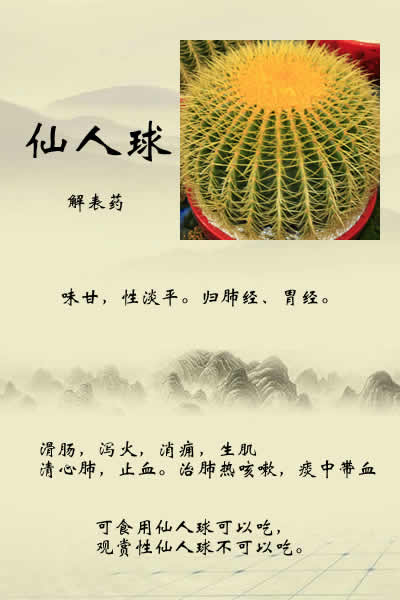 仙人球
解表药
味甘，性淡平。归肺经、胃经。
滑肠，泻火，消痈，生肌
清心肺，止血。治肺热咳嗽，痰中带血
可食用仙人球可以吃，
观赏性仙人球不可以吃。